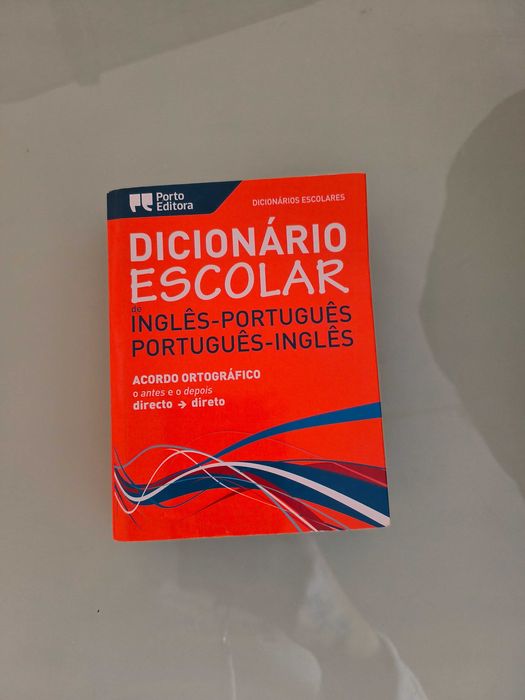 Porto
Editora
DICIONÁRIOS ESCOLARES
DICIONÁRIO
ESCOLAR
de
INGLÊS-PORTUGUÊS
PORTUGUÊS-INGLÊS
ACORDO ORTOGRÁFICO
o antes e o depois
directo → direto